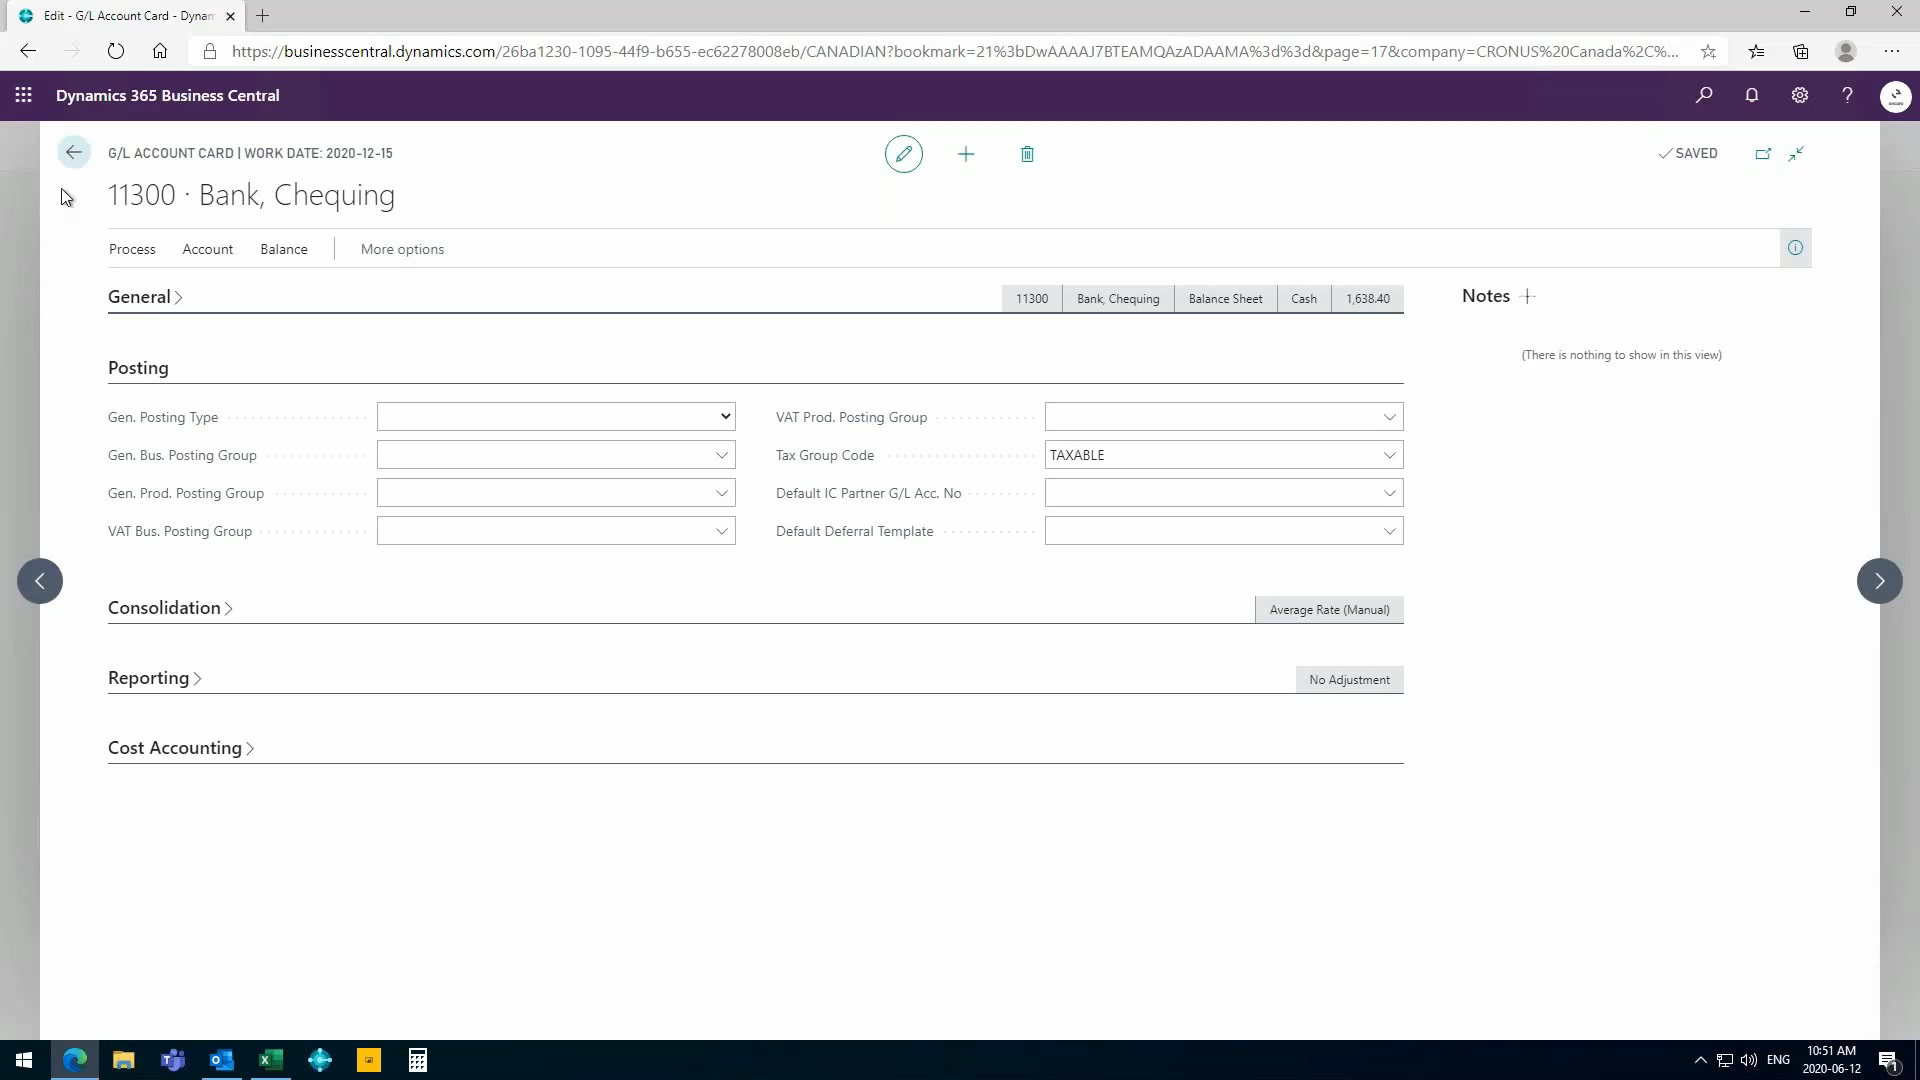 Edit - G/L Account Card - Dynam
https://businesscentral.dynamics.com/26ba1230-1095-44f9-b655-ec62278008eb/CANADIAN?bookmark=21%3bDwAAAAJ7BTEAMQAzADAAMA%3d%3d&page=17&company=CRONUS%20Canada%2C%...
Dynamics 365 Business Central
G/L ACCOUNT CARD | WORK DATE: 2020-12-15
SAVED
11300 · Bank, Chequing
Process Account Balance More options
General
11300 Bank, Chequing Balance Sheet Cash 1,638.40
Notes
(There is nothing to show in this view)
Posting
Gen. Posting Type
VAT Prod. Posting Group
Gen. Bus. Posting Group
Tax Group Code TAXABLE
Gen. Prod. Posting Group
Default IC Partner G/L Acc. No
VAT Bus. Posting Group
Default Deferral Template
Consolidation
Average Rate (Manual)
Reporting
No Adjustment
Cost Accounting
ENG
10:51 AM
2020-06-12
1